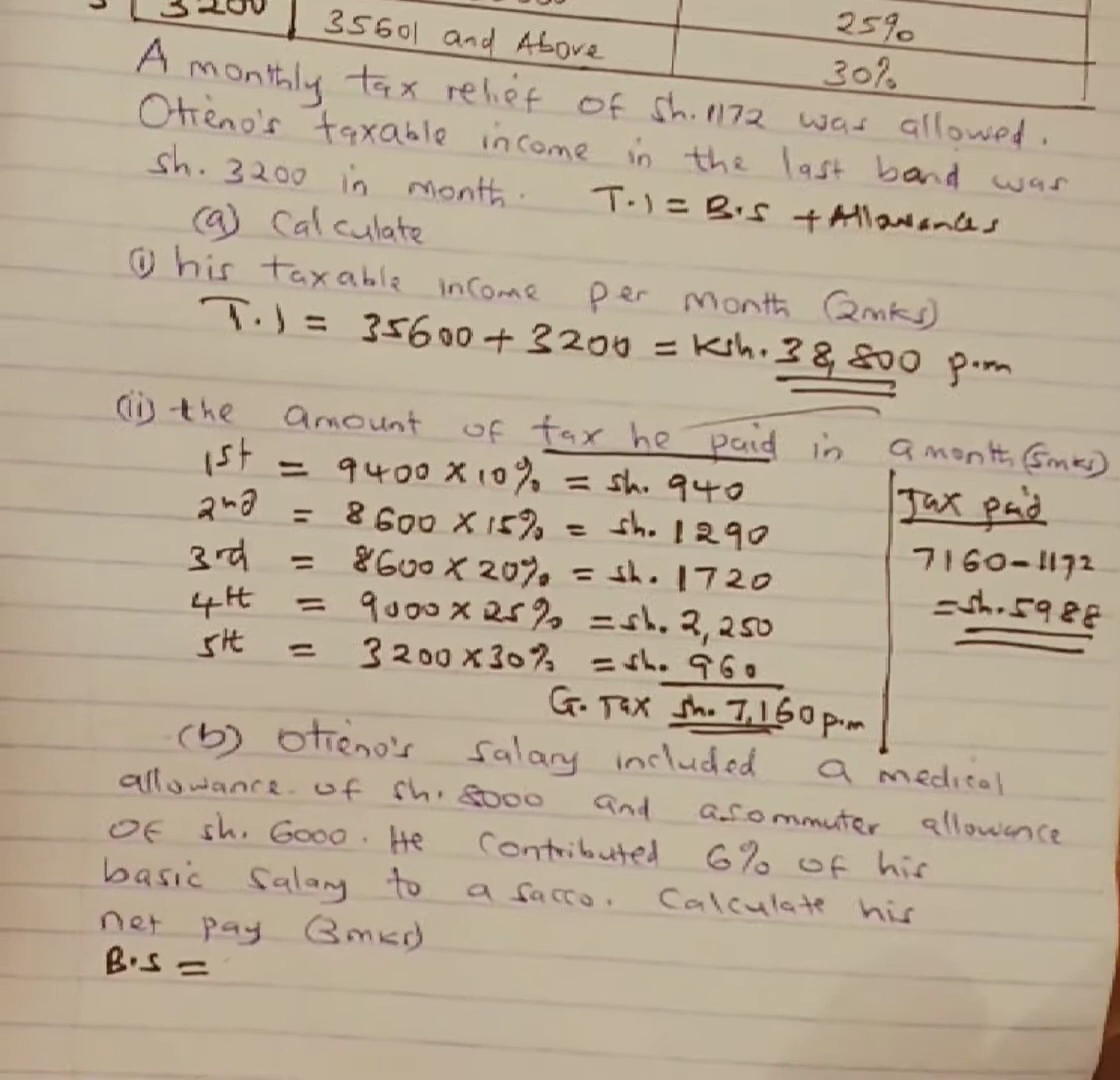 3200 35601 and Above 25%
30%
A monthly tax relief of sh. 1172 was allowed.
Otieno's taxable income in the last band was
sh. 3200 in month. T.I = B.S + Allowances
(a) Calculate
(i) his taxable income per month (2mks)
T.I = 35600 + 3200 = Ksh. 38,800 p.m
(ii) the amount of tax he paid in a month (5mks)
1st = 9400 x 10% = sh. 940
2nd = 8600 x 15% = sh. 1290
3rd = 8600 x 20% = sh. 1720
4th = 9000 x 25% = sh. 2,250
5th = 3200 x 30% = sh. 960
G. Tax sh. 7,160 p.m
Tax paid
7160 - 1172
= sh. 5988
(b) Otieno's salary included a medical
allowance of sh. 8000 and a commuter allowance
of sh. 6000. He contributed 6% of his
basic salary to a sacco. Calculate his
net pay (3mks)
B.S =